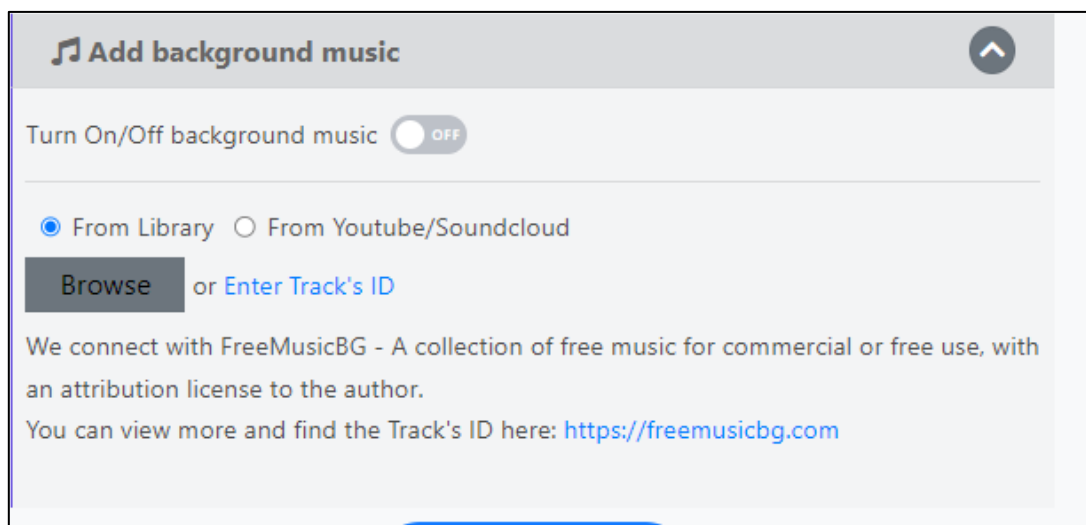 Add background music
Turn On/Off background music OFF
From Library From Youtube/Soundcloud
Browse or Enter Track's ID
We connect with FreeMusicBG - A collection of free music for commercial or free use, with
an attribution license to the author.
You can view more and find the Track's ID here: https://freemusicbg.com